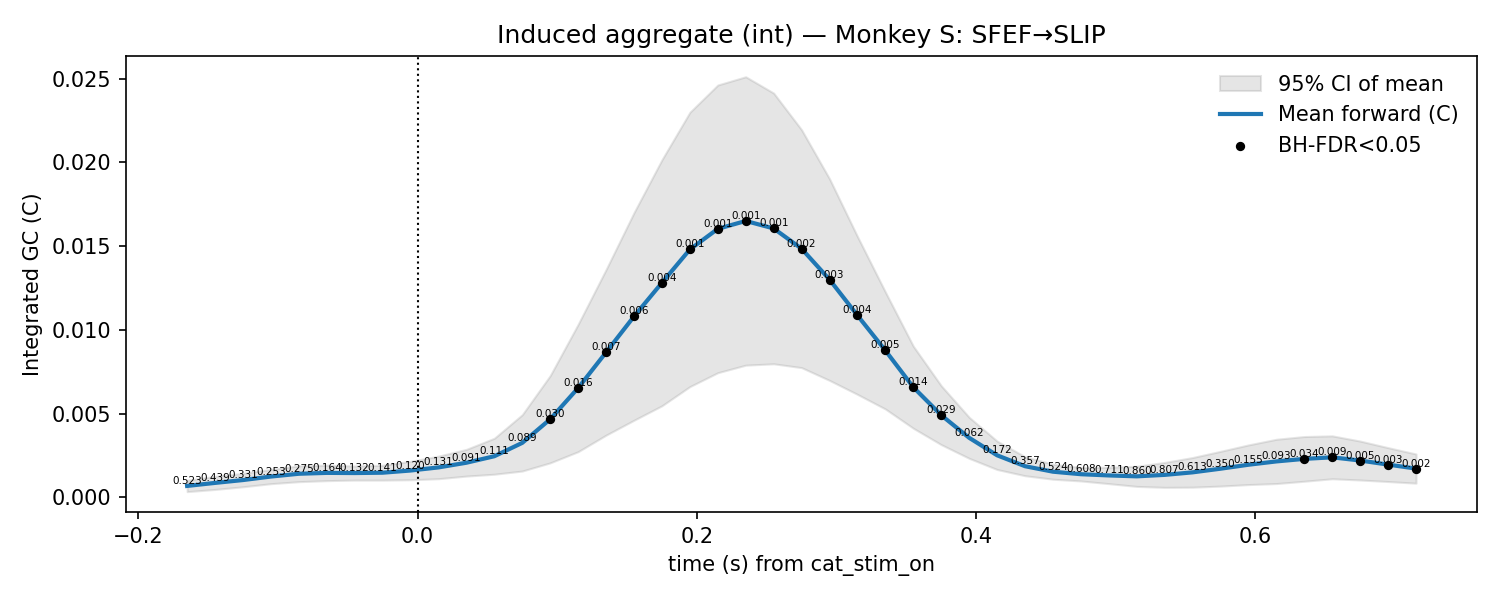 Induced aggregate (int) — Monkey S: SFEF→SLIP
Integrated GC (C)
0.025
0.020
0.015
0.010
0.005
0.000
95% CI of mean
Mean forward (C)
BH-FDR<0.05
0.523 0.439 0.331 0.253 0.275 0.164 0.132 0.141 0.120 0.131 0.091 0.111 0.089 0.030 0.016 0.007 0.006 0.004 0.001 0.001 0.001 0.001 0.002 0.003 0.004 0.005 0.014 0.029 0.062 0.172 0.357 0.524 0.608 0.711 0.860 0.807 0.613 0.350 0.155 0.093 0.034 0.009 0.005 0.003 0.002
−0.2 0.0 0.2 0.4 0.6
time (s) from cat_stim_on